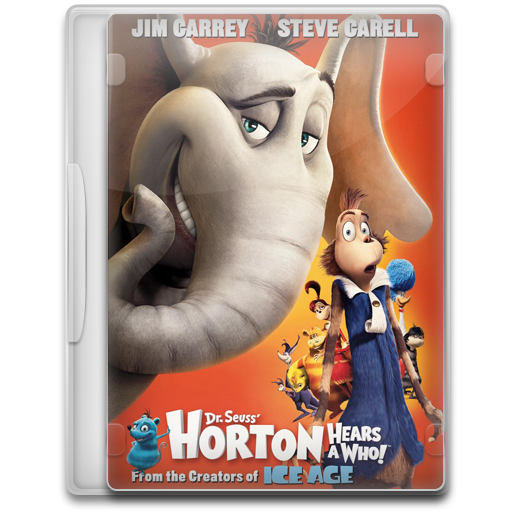 JIM CARREY STEVE CARELL
Dr. Seuss'
HORTON HEARS A WHO!
From the Creators of ICE AGE